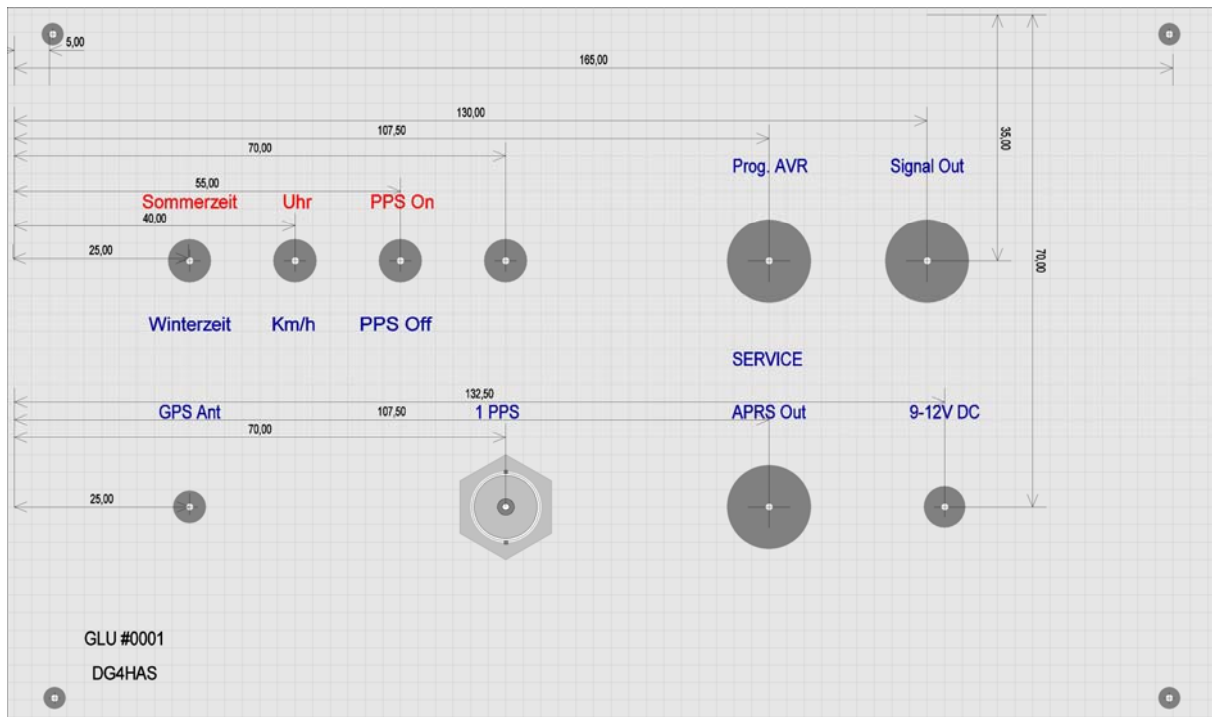 5,00
165,00
130,00
107,50
35,00
70,00
Prog. AVR
Signal Out
55,00
Sommerzeit
Uhr
PPS On
40,00
25,00
70,00
Winterzeit
Km/h
PPS Off
SERVICE
132,50
GPS Ant
107,50
1 PPS
APRS Out
9-12V DC
70,00
25,00
GLU #0001
DG4HAS